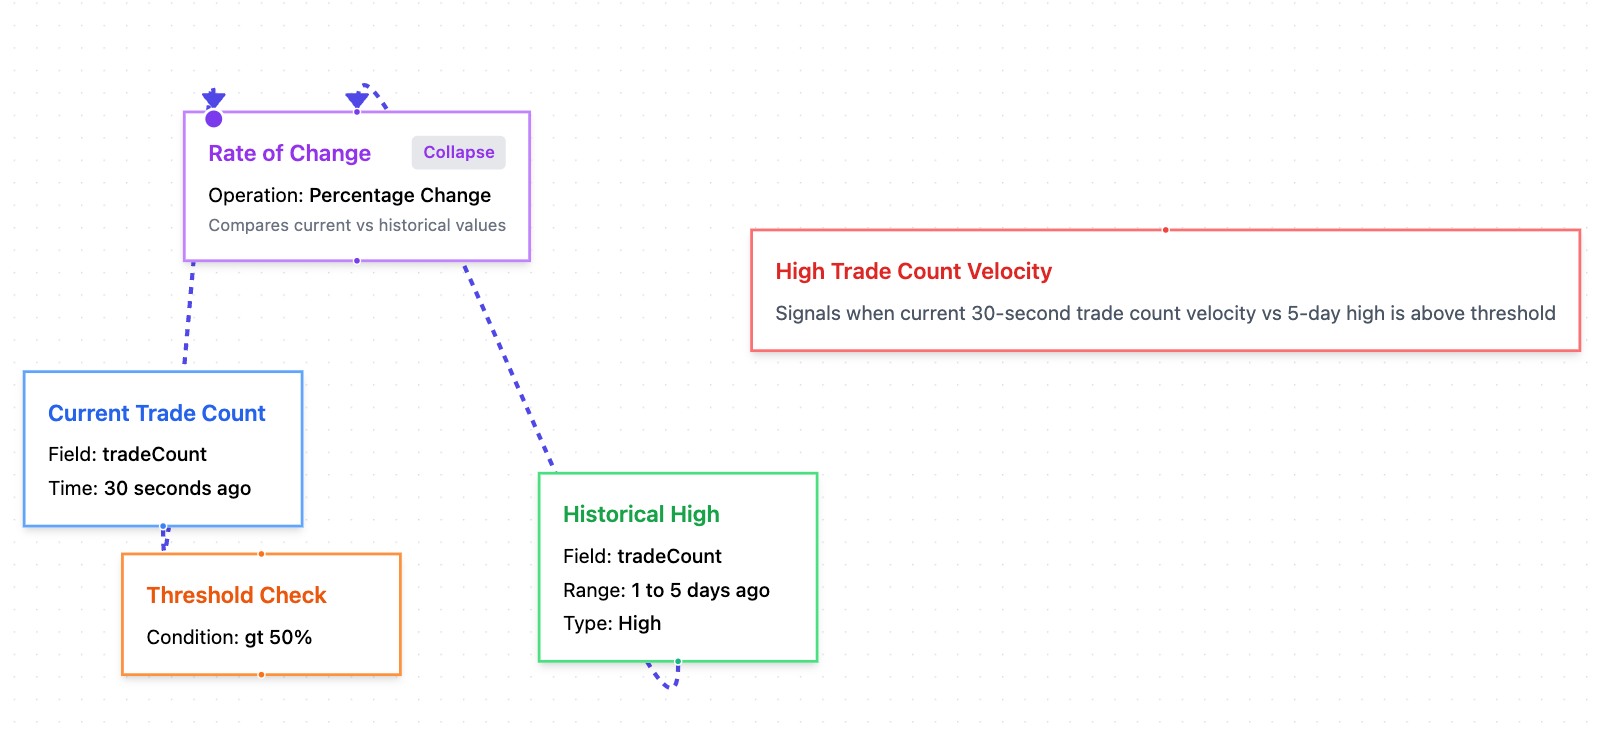 Rate of Change
Collapse
Operation: Percentage Change
Compares current vs historical values
High Trade Count Velocity
Signals when current 30-second trade count velocity vs 5-day high is above threshold
Current Trade Count
Field: tradeCount
Time: 30 seconds ago
Historical High
Field: tradeCount
Range: 1 to 5 days ago
Type: High
Threshold Check
Condition: gt 50%